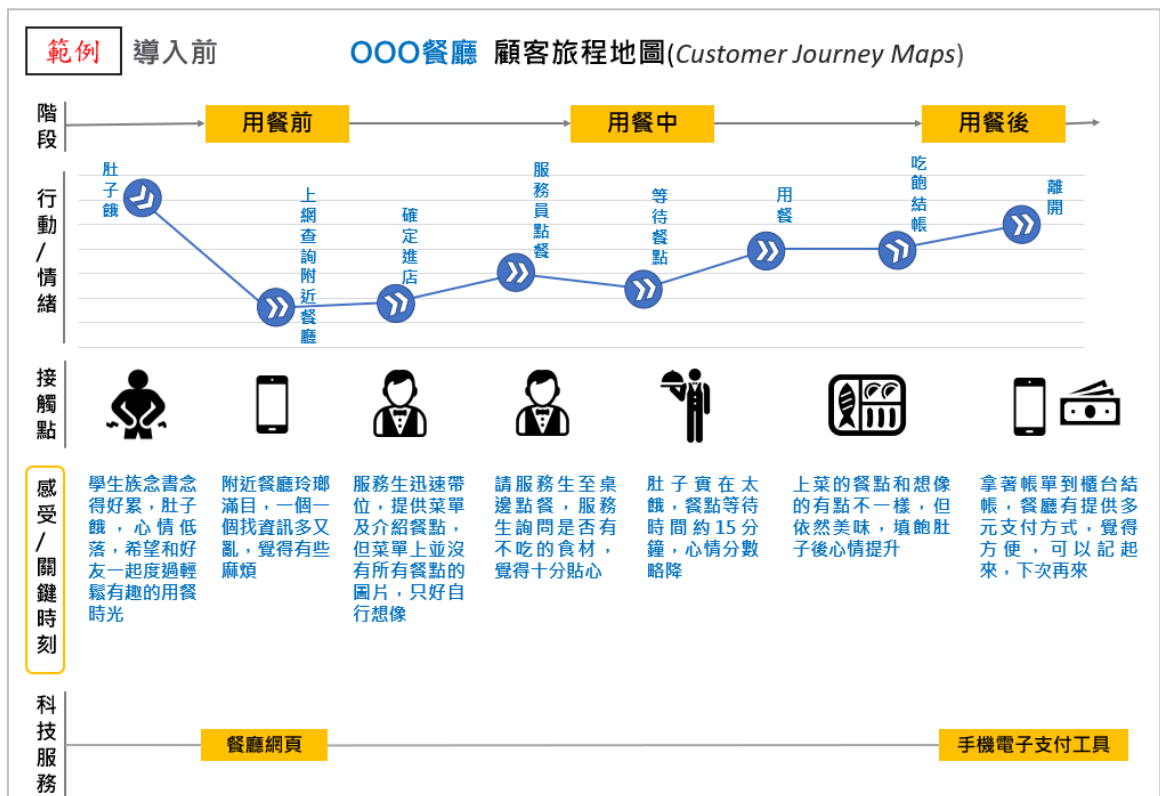 範例 導入前 OOO餐廳 顧客旅程地圖(Customer Journey Maps)
階段
用餐前
用餐中
用餐後
行動/情緒
肚子餓
上網查詢附近餐廳
確定進店
服務員點餐
等待餐點
用餐
吃飽結帳
離開
接觸點
感受/關鍵時刻
學生族念書念
得好累，肚子
餓，心情低
落，希望和好
友一起度過輕
鬆有趣的用餐
時光
附近餐廳玲瑯
滿目，一個一
個找資訊多又
亂，覺得有些
麻煩
服務生迅速帶
位，提供菜單
及介紹餐點，
但菜單上並沒
有所有餐點的
圖片，只好自
行想像
請服務生至桌
邊點餐，服務
生詢問是否有
不吃的食材，
覺得十分貼心
肚子實在太
餓，餐點等待
時間約15分
鐘，心情分數
略降
上菜的餐點和想像
的有點不一樣，但
依然美味，填飽肚
子後心情提升
拿著帳單到櫃台結
帳，餐廳有提供多
元支付方式，覺得
方便，可以記起
來，下次再來
科技服務
餐廳網頁
手機電子支付工具